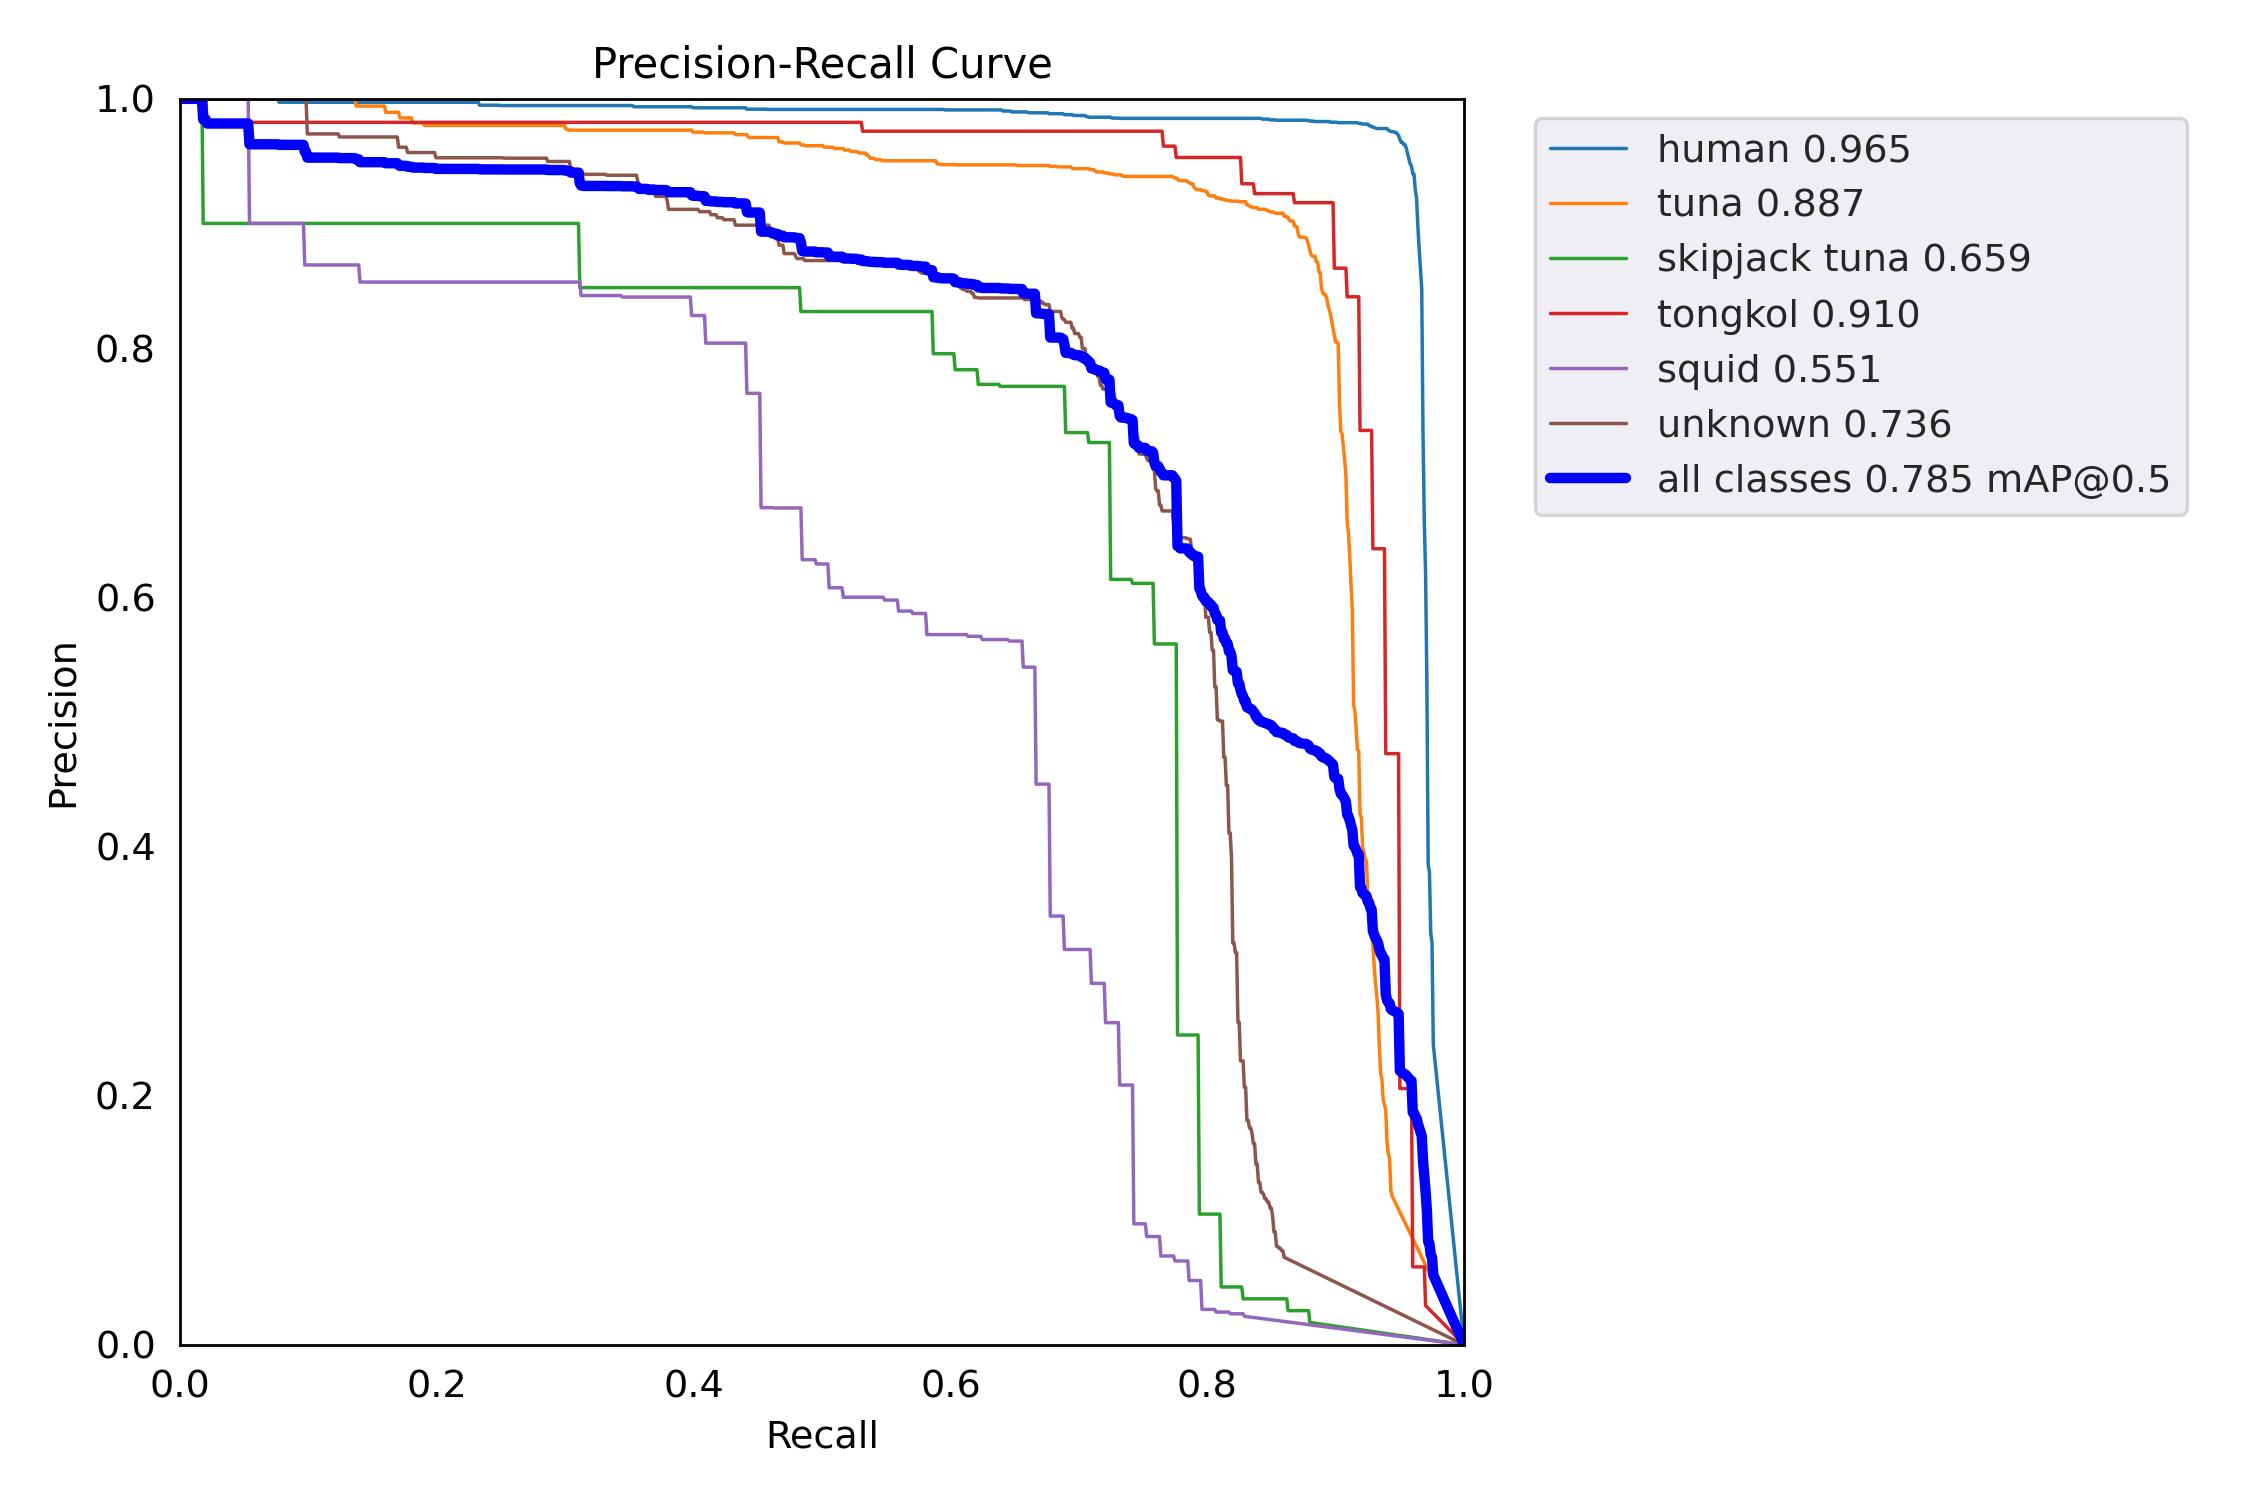 Precision-Recall Curve
1.0
0.8
0.6
0.4
0.2
0.0
Precision
0.0 0.2 0.4 0.6 0.8 1.0
Recall
human 0.965
tuna 0.887
skipjack tuna 0.659
tongkol 0.910
squid 0.551
unknown 0.736
all classes 0.785 mAP@0.5